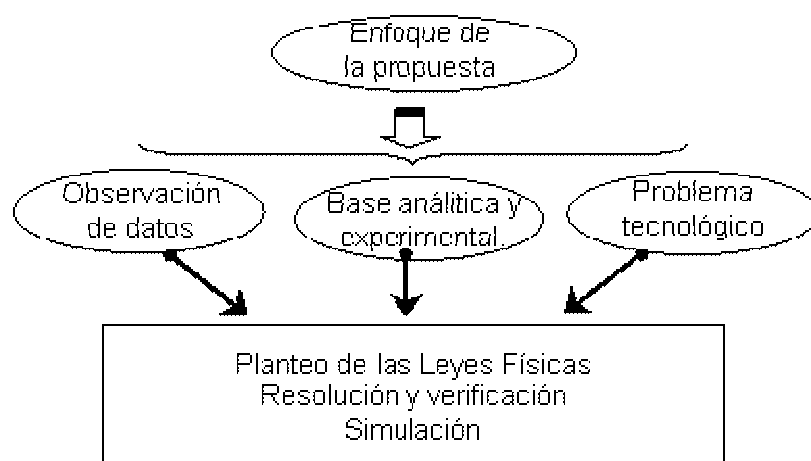 Enfoque de
la propuesta
Observación
de datos
Base análitica y
experimental.
Problema
tecnológico
Planteo de las Leyes Físicas
Resolución y verificación
Simulación